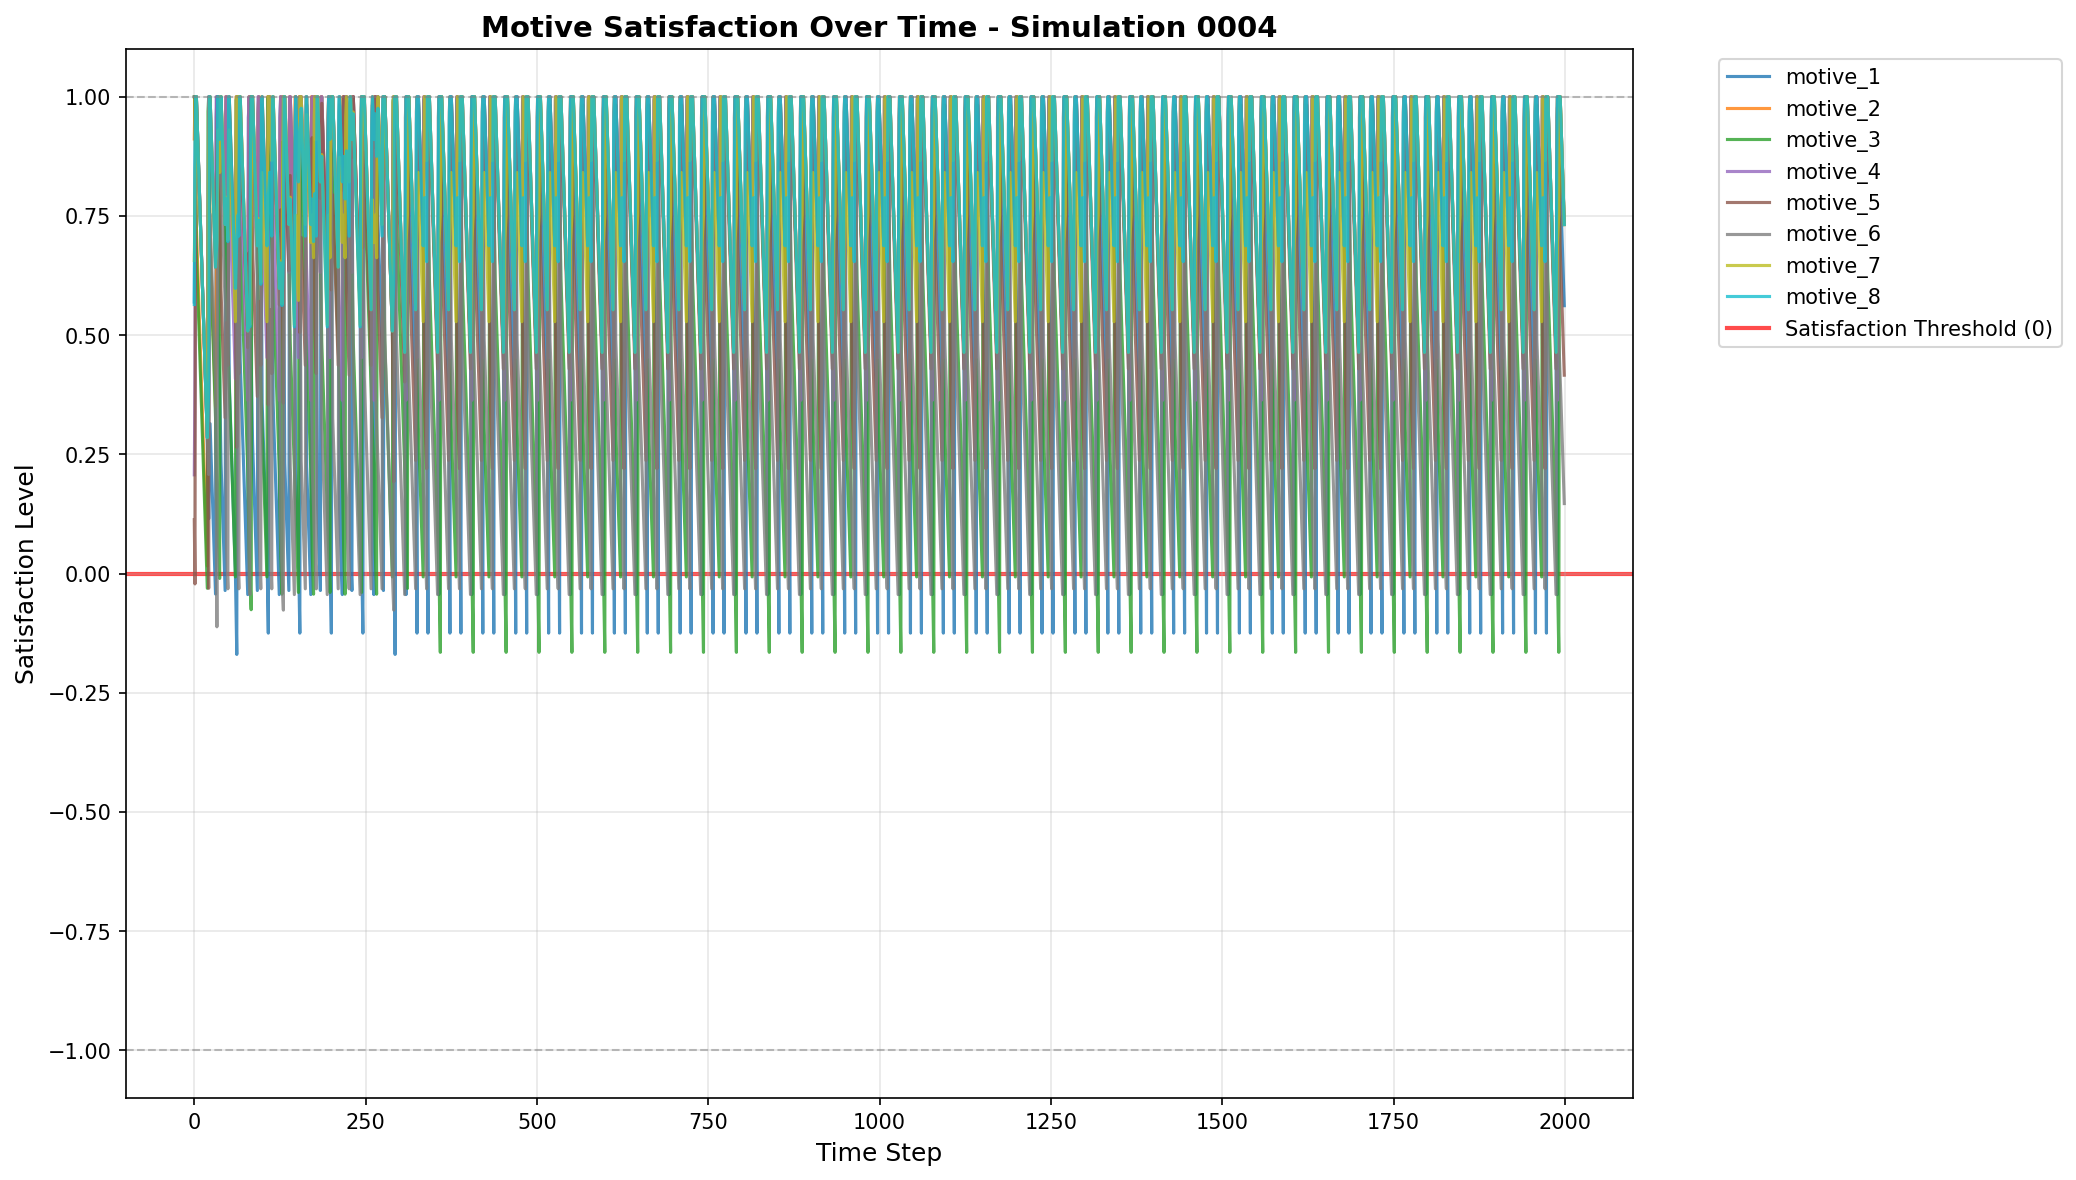 Motive Satisfaction Over Time - Simulation 0004
Satisfaction Level
1.00
0.75
0.50
0.25
0.00
−0.25
−0.50
−0.75
−1.00
0
250
500
750
1000
1250
1500
1750
2000
Time Step
motive_1
motive_2
motive_3
motive_4
motive_5
motive_6
motive_7
motive_8
Satisfaction Threshold (0)